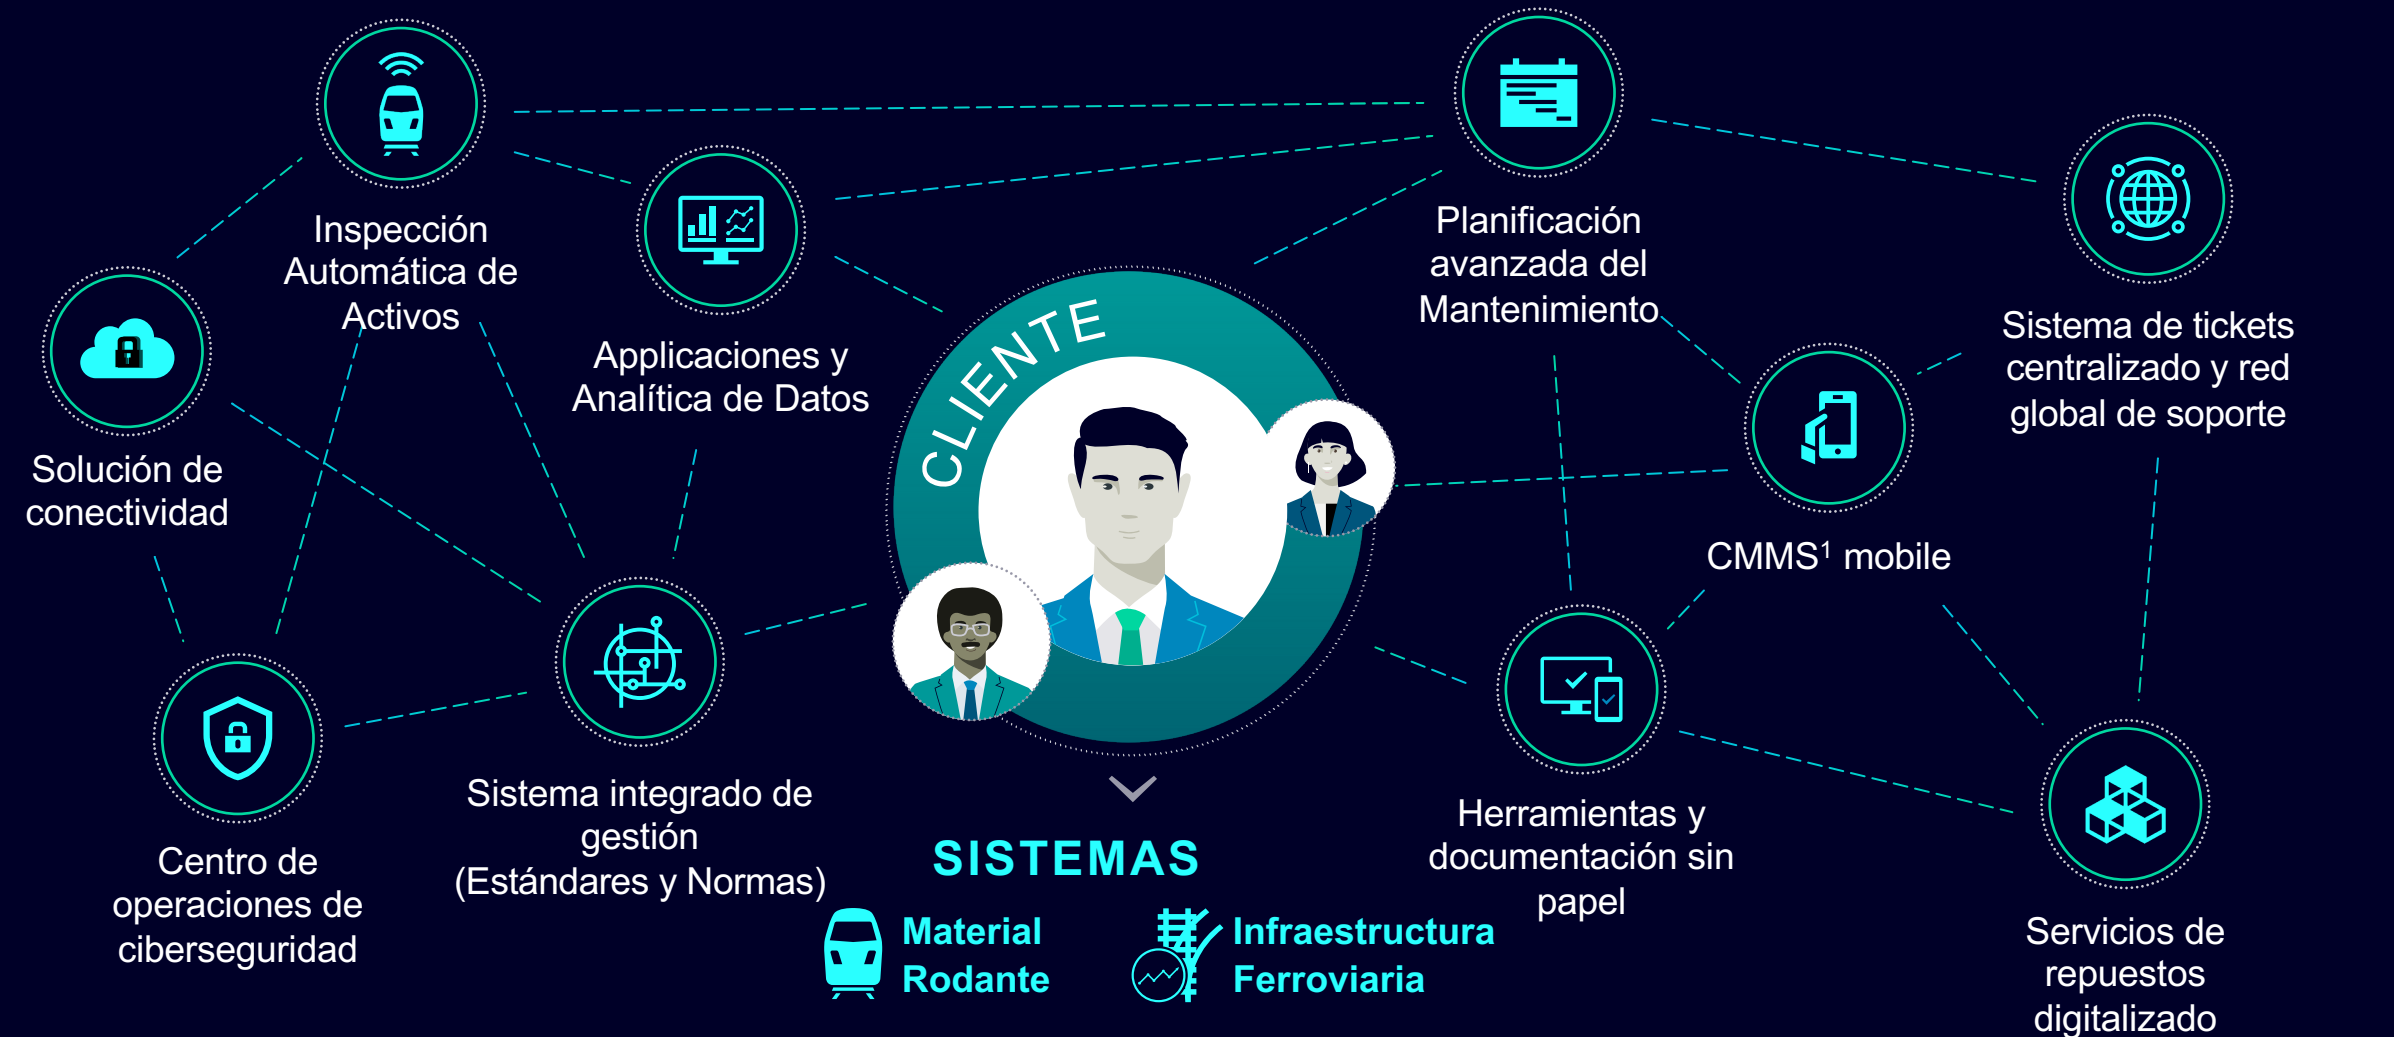 Inspección
Automática de
Activos
Applicaciones y
Analítica de Datos
Planificación
avanzada del
Mantenimiento
Sistema de tickets
centralizado y red
global de soporte
Solución de
conectividad
CLIENTE
CMMS¹ mobile
Centro de
operaciones de
ciberseguridad
Sistema integrado de
gestión
(Estándares y Normas)
Herramientas y
documentación sin
papel
Servicios de
repuestos
digitalizado
SISTEMAS
Material
Rodante
Infraestructura
Ferroviaria